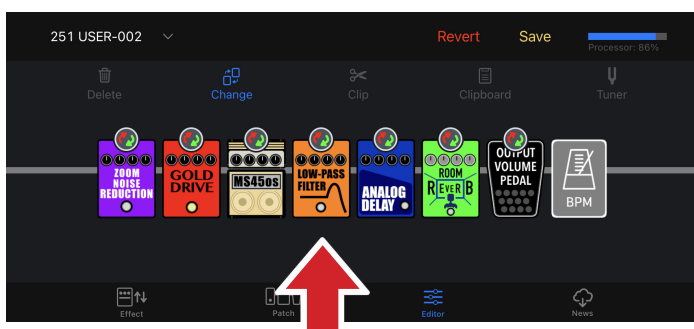 251 USER-002
Revert
Save
Processor: 86%
Delete
Change
Clip
Clipboard
Tuner
ZOOM
NOISE
REDUCTION
GOLD
DRIVE
MS45os
LOW-PASS
FILTER
ANALOG
DELAY
ROOM
REvERB
OUTPUT
VOLUME
PEDAL
BPM
Effect
Patch
Editor
News